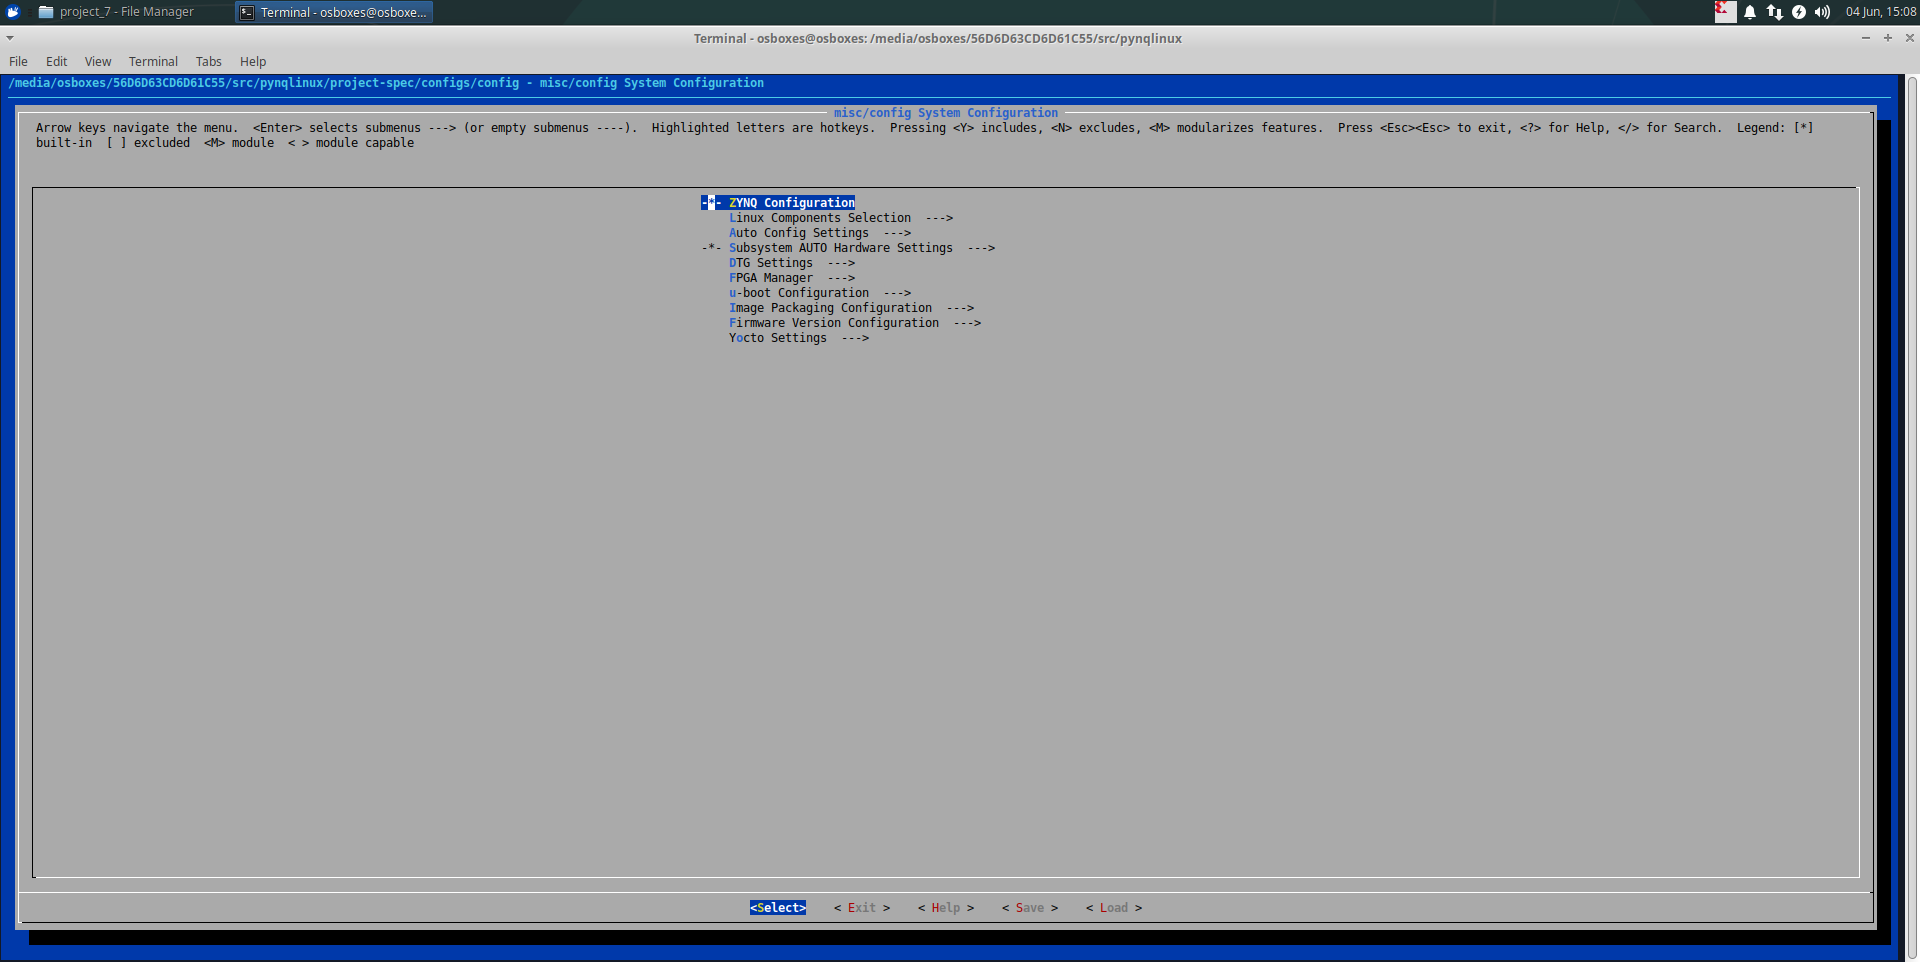 project_7 - File Manager
Terminal - osboxes@osboxe...
04 Jun, 15:08
Terminal - osboxes@osboxes: /media/osboxes/56D6D63CD6D61C55/src/pynqlinux
File Edit View Terminal Tabs Help
/media/osboxes/56D6D63CD6D61C55/src/pynqlinux/project-spec/configs/config - misc/config System Configuration
misc/config System Configuration
Arrow keys navigate the menu.  <Enter> selects submenus ---> (or empty submenus ----).  Highlighted letters are hotkeys.  Pressing <Y> includes, <N> excludes, <M> modularizes features.  Press <Esc><Esc> to exit, <?> for Help, </> for Search.  Legend: [*]
built-in  [ ] excluded  <M> module  < > module capable
-*- ZYNQ Configuration
Linux Components Selection  --->
Auto Config Settings  --->
-*- Subsystem AUTO Hardware Settings  --->
DTG Settings  --->
FPGA Manager  --->
u-boot Configuration  --->
Image Packaging Configuration  --->
Firmware Version Configuration  --->
Yocto Settings  --->
<Select>    < Exit >    < Help >    < Save >    < Load >